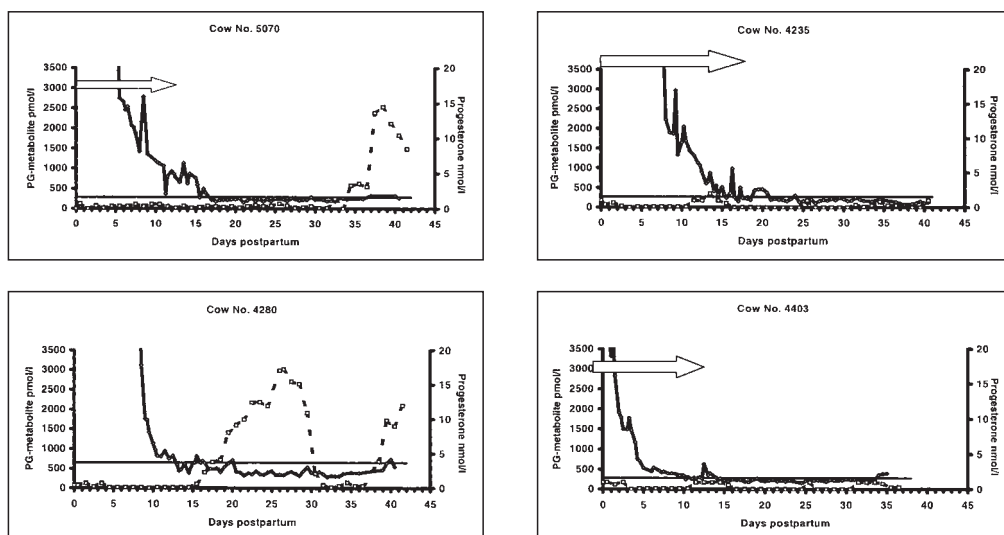 Cow No. 5070
PG-metabolite pmol/l
3500
3000
2500
2000
1500
1000
500
0
20
15
10
5
0
Progesterone nmo/l
0 5 10 15 20 25 30 35 40 45
Days postpartum
Cow No. 4235
PG-metabolite pmol/l
3500
3000
2500
2000
1500
1000
500
0
20
15
10
5
0
Progesterone nmo/l
0 5 10 15 20 25 30 35 40 45
Days postpartum
Cow No. 4280
PG-metabolite pmol/l
3500
3000
2500
2000
1500
1000
500
0
20
15
10
5
0
Progesterone nmol/l
0 5 10 15 20 25 30 35 40 45
Days postpartum
Cow No. 4403
PG-metabolite pmol/l
3500
3000
2500
2000
1500
1000
500
0
20
15
10
5
0
Progesterone nmol/l
0 5 10 15 20 25 30 35 40 45
Days postpartum